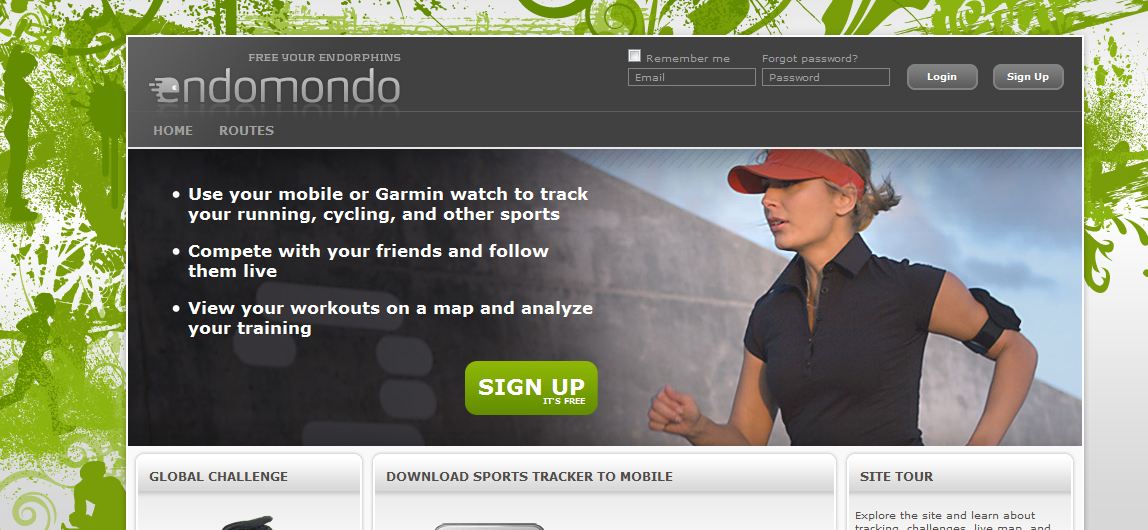 FREE YOUR ENDORPHINS
endomondo
Remember me
Forgot password?
Email
Password
Login
Sign Up
HOME
ROUTES
• Use your mobile or Garmin watch to track
your running, cycling, and other sports
• Compete with your friends and follow
them live
• View your workouts on a map and analyze
your training
SIGN UP
IT'S FREE
GLOBAL CHALLENGE
DOWNLOAD SPORTS TRACKER TO MOBILE
SITE TOUR
Explore the site and learn about
tracking, challenges, live map, and